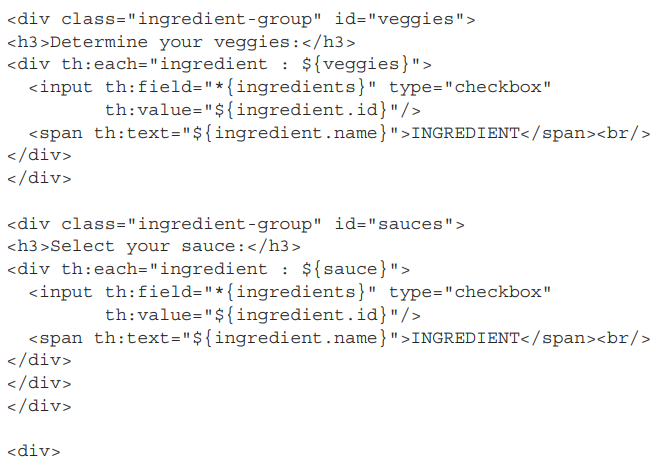 <div class="ingredient-group" id="veggies">
<h3>Determine your veggies:</h3>
<div th:each="ingredient : ${veggies}">
  <input th:field="*{ingredients}" type="checkbox"
         th:value="${ingredient.id}"/>
  <span th:text="${ingredient.name}">INGREDIENT</span><br/>
</div>
</div>

<div class="ingredient-group" id="sauces">
<h3>Select your sauce:</h3>
<div th:each="ingredient : ${sauce}">
  <input th:field="*{ingredients}" type="checkbox"
         th:value="${ingredient.id}"/>
  <span th:text="${ingredient.name}">INGREDIENT</span><br/>
</div>
</div>
</div>

<div>